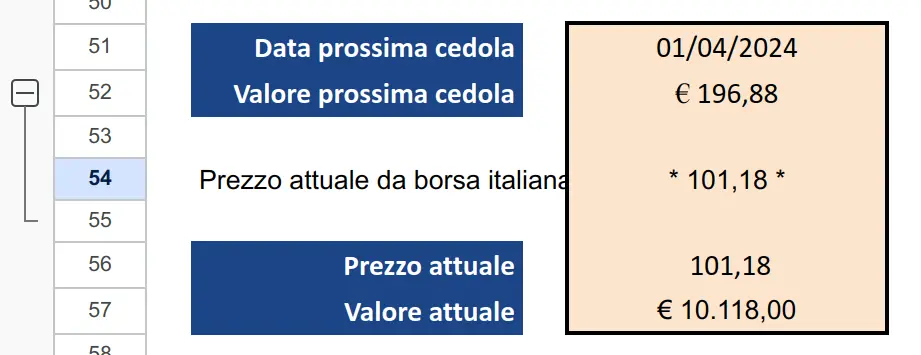 50
51 Data prossima cedola 01/04/2024
52 Valore prossima cedola € 196,88
53
54 Prezzo attuale da borsa italiana * 101,18 *
55
56 Prezzo attuale 101,18
57 Valore attuale € 10.118,00
58